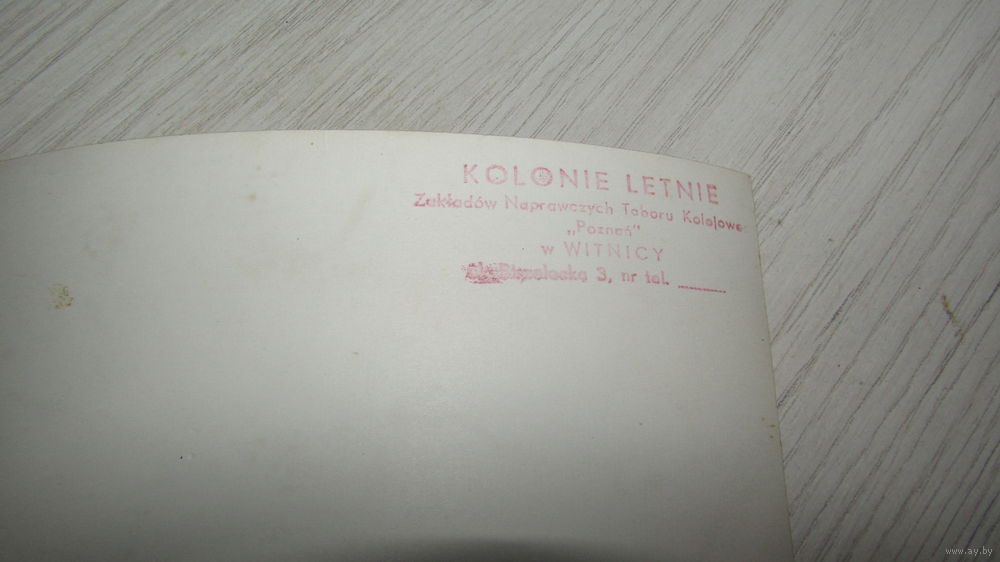 KOLONIE LETNIE
Zakładów Naprawczych Taboru Kolejowe
„Poznań"
w WITNICY
3, nr tel.
www.ay.by